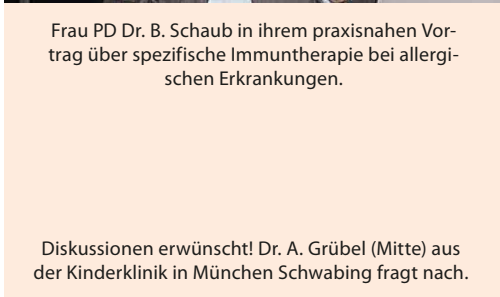 Frau PD Dr. B. Schaub in ihrem praxisnahen Vor-
trag über spezifische Immuntherapie bei allergi-
schen Erkrankungen.
Diskussionen erwünscht! Dr. A. Grübel (Mitte) aus
der Kinderklinik in München Schwabing fragt nach.